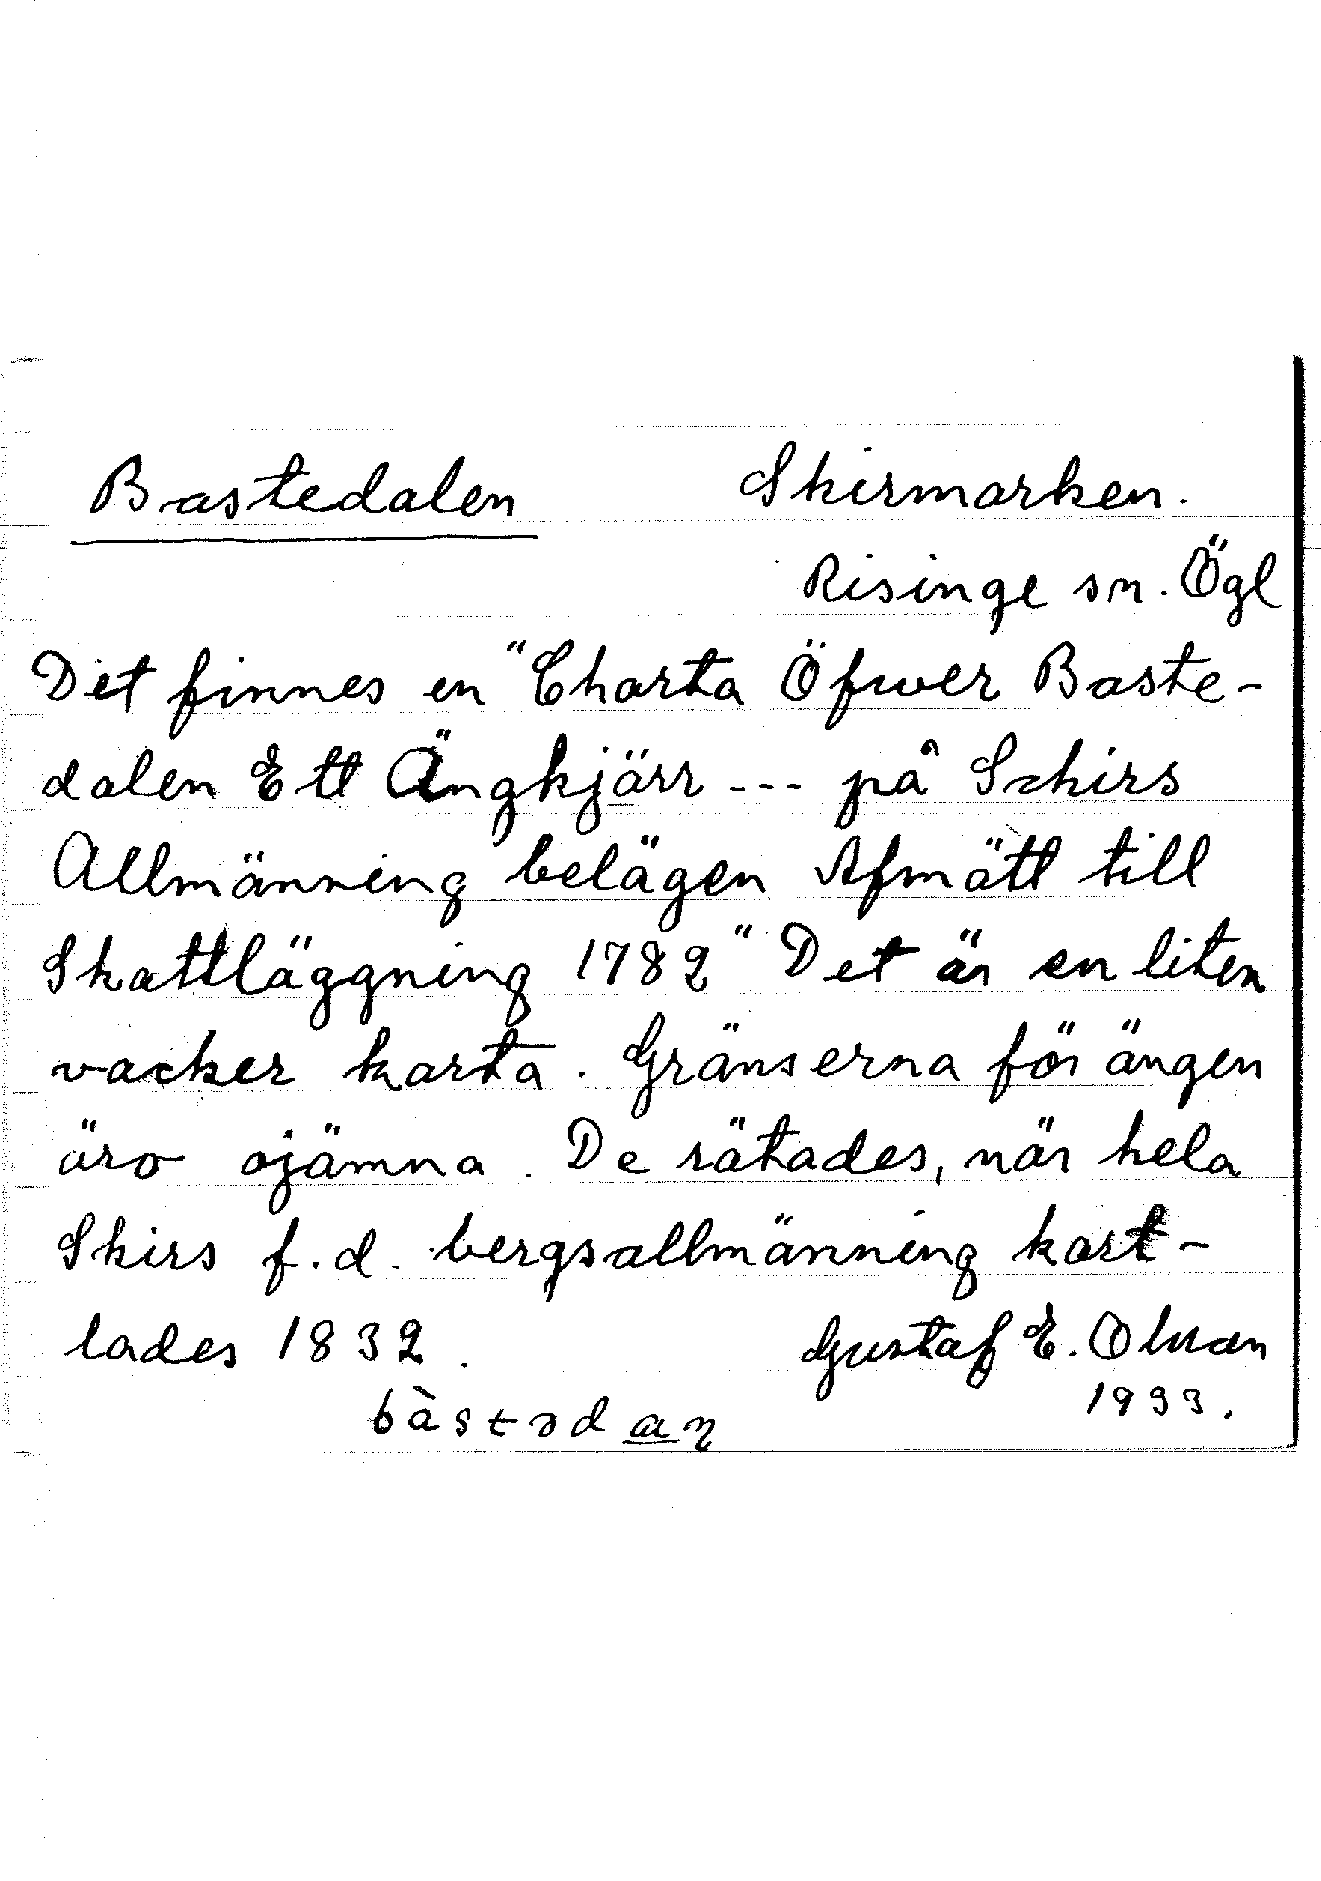 Bastedalen Skirmarken.
Risinge sn. Ögl
Det finnes en "Charta Öfwer Baste-
dalen Ett Ängkjärr --- på Schirs
Allmänning belägen Afmätt till
Skattläggning 1782" Det är en liten
vacker karta. Gränserna för ängen
äro ojämna. De rätades, när hela
Skirs f.d. bergsallmänning kart-
lades 1832.
Gustaf E.
1933.